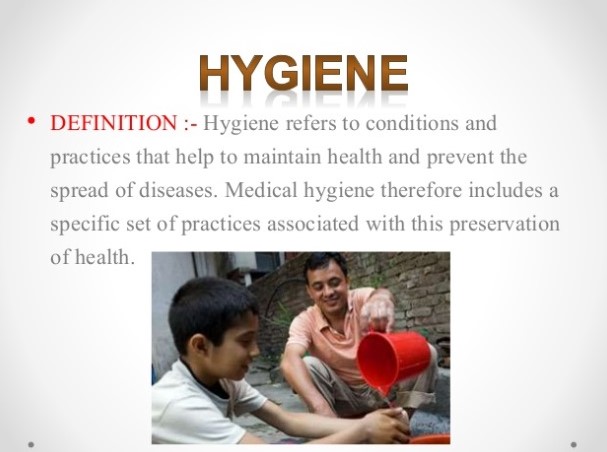 HYGIENE
• DEFINITION :- Hygiene refers to conditions and
practices that help to maintain health and prevent the
spread of diseases. Medical hygiene therefore includes a
specific set of practices associated with this preservation
of health.